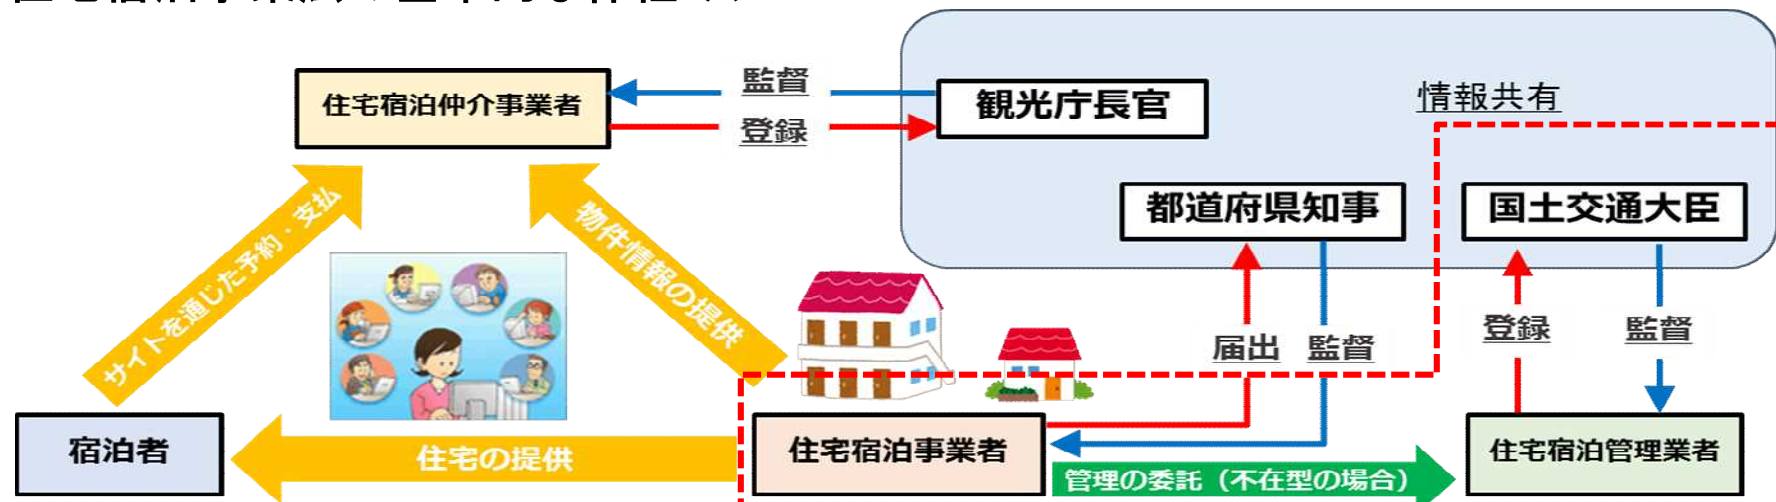 監督
住宅宿泊仲介事業者
観光庁長官
情報共有
登録
都道府県知事
国土交通大臣
サイトを通じた予約・支払
物件情報の提供
届出
監督
登録
監督
宿泊者
住宅の提供
住宅宿泊事業者
住宅宿泊管理業者
管理の委託（不在型の場合）